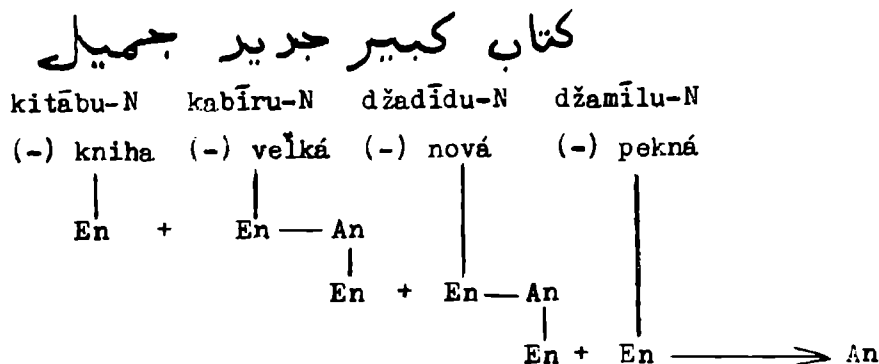 كتاب كبير جديد جميل
kitābu-N kabīru-N džadīdu-N džamīlu-N
(-) kniha (-) veľká (-) nová (-) pekná
En + En — An
En + En — An
En + En ⟶ An